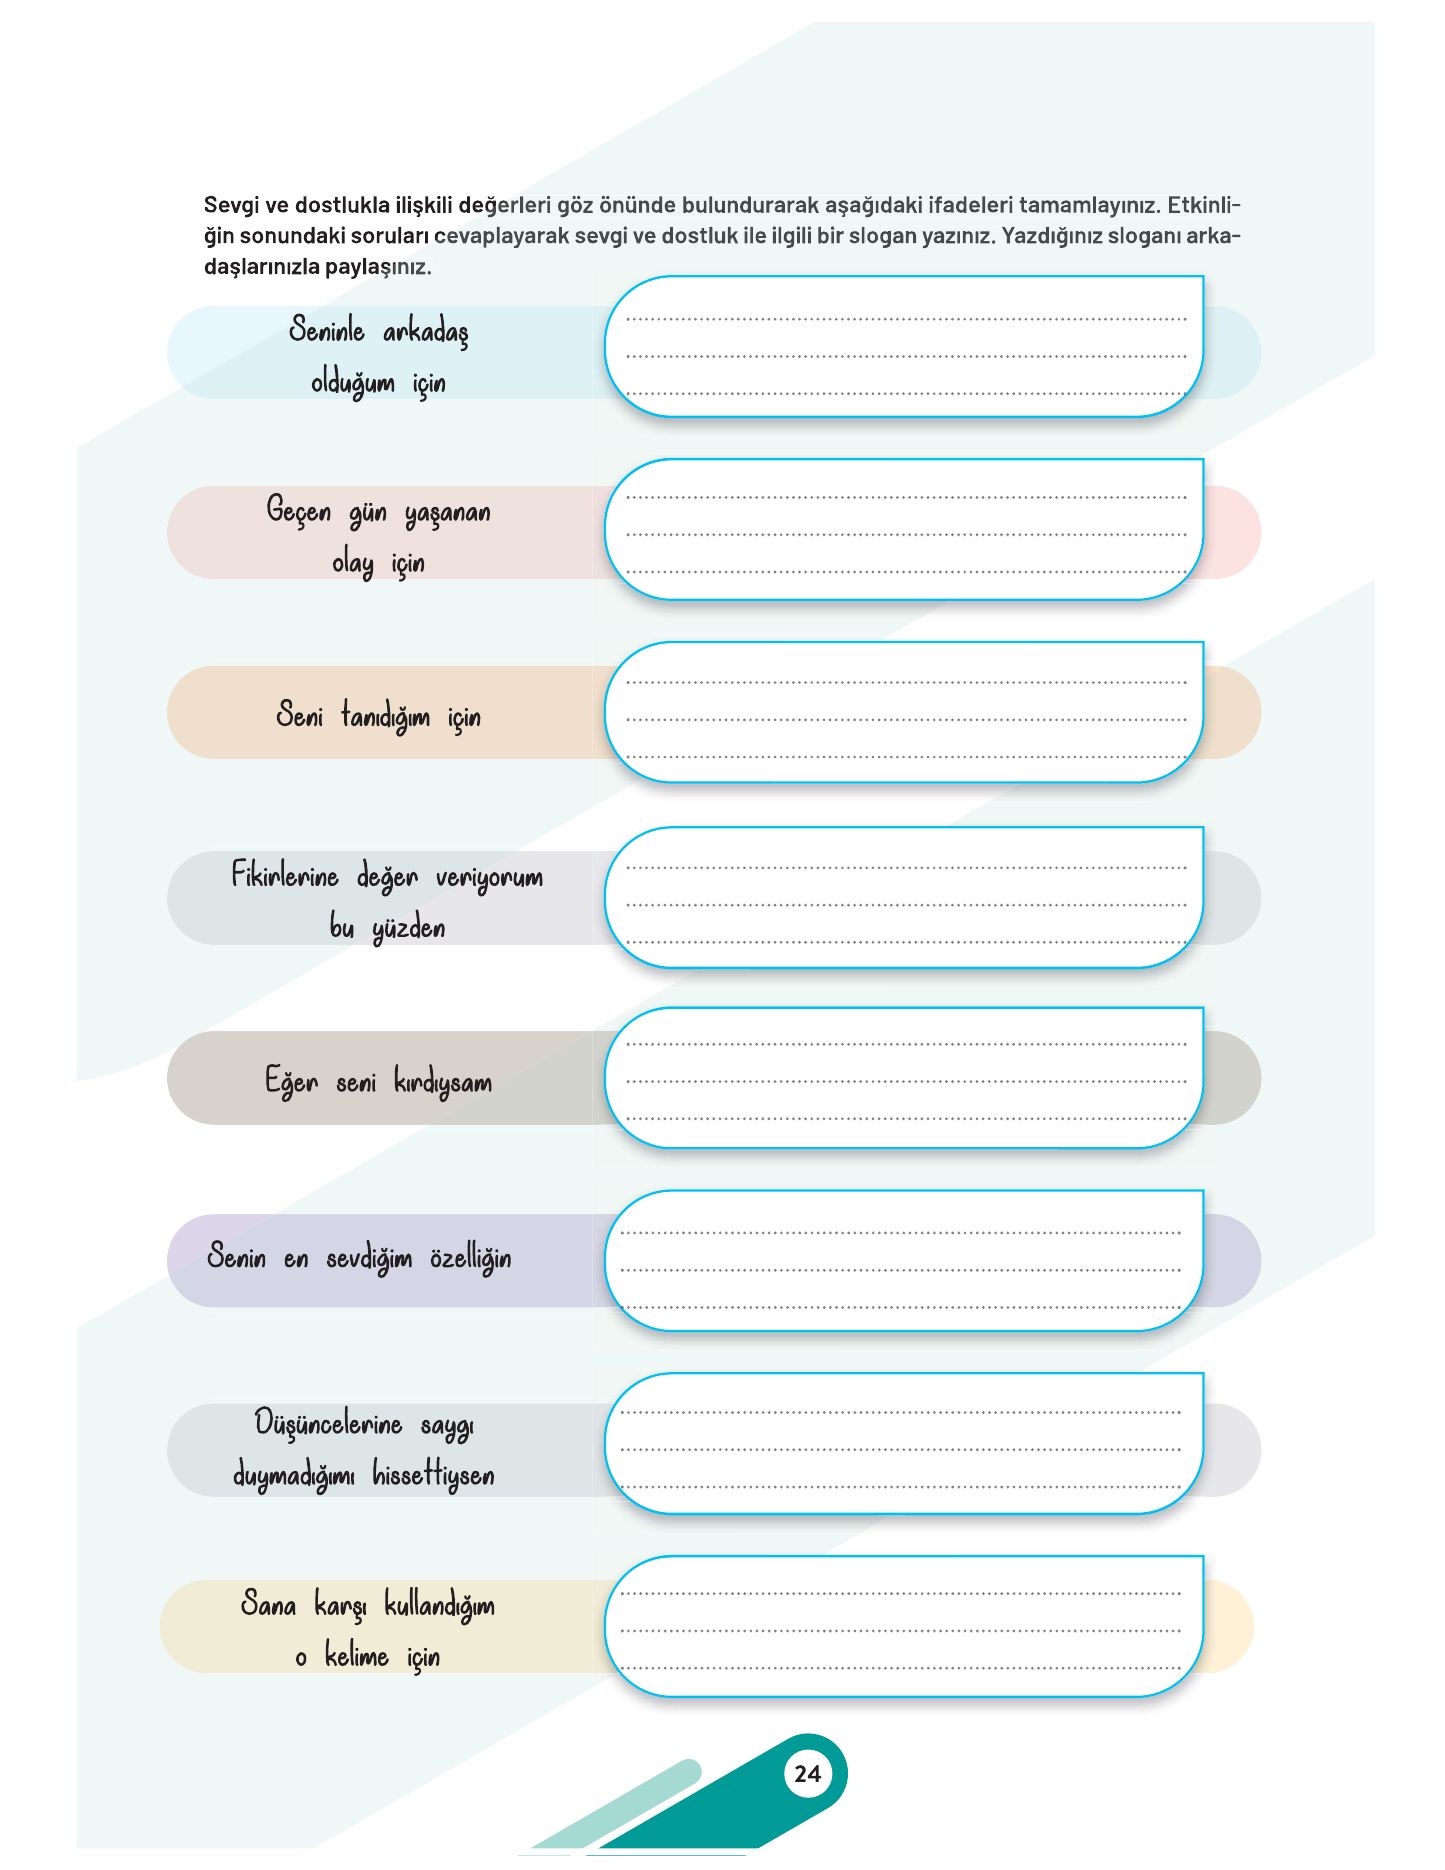 Sevgi ve dostlukla ilişkili değerleri göz önünde bulundurarak aşağıdaki ifadeleri tamamlayınız. Etkinli-
ğin sonundaki soruları cevaplayarak sevgi ve dostluk ile ilgili bir slogan yazınız. Yazdığınız sloganı arka-
daşlarınızla paylaşınız.
Seninle arkadaş
olduğum için
Geçen gün yaşanan
olay için
Seni tanıdığım için
Fikirlerine değer veriyorum
bu yüzden
Eğer seni kırdıysam
Senin en sevdiğim özelliğin
Düşüncelerine saygı
duymadığımı hissettiysen
Sana karşı kullandığım
o kelime için
24